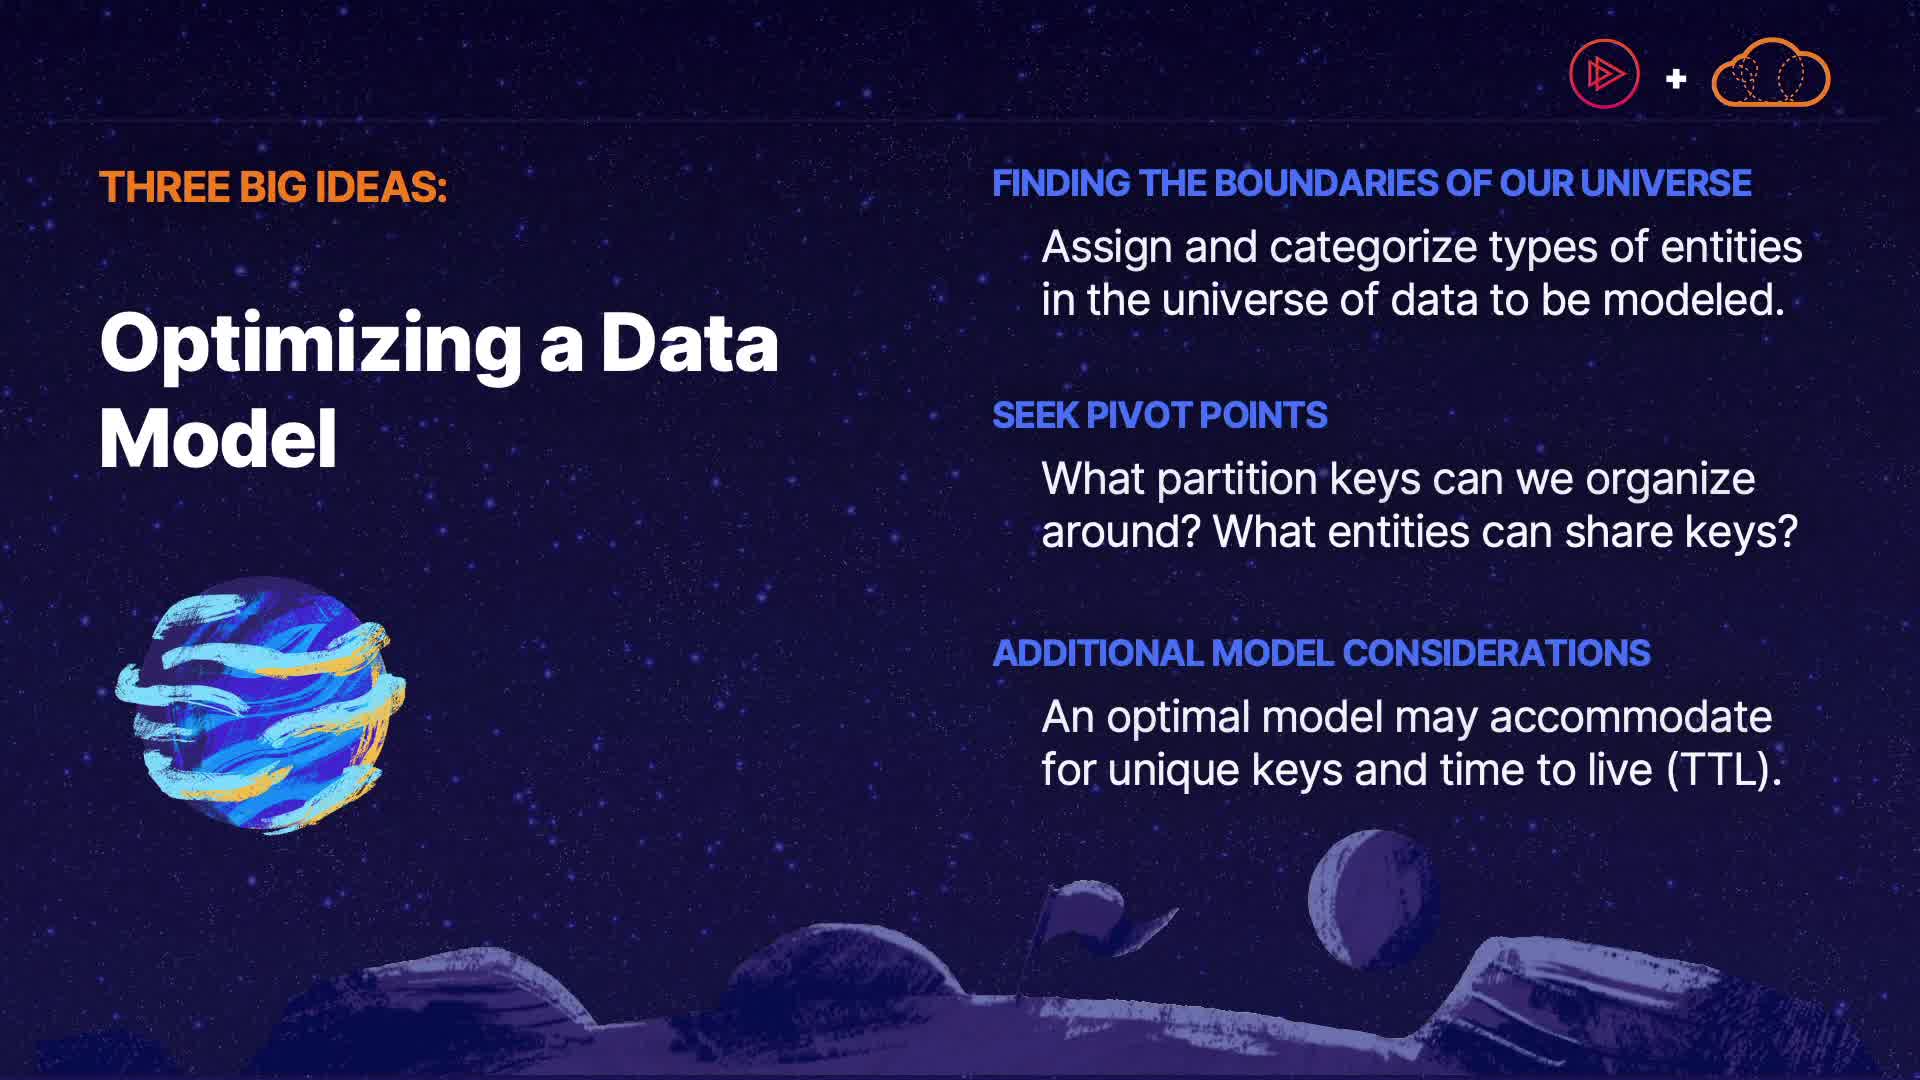 THREE BIG IDEAS:
Optimizing a Data
Model
FINDING THE BOUNDARIES OF OUR UNIVERSE
Assign and categorize types of entities
in the universe of data to be modeled.
SEEK PIVOT POINTS
What partition keys can we organize
around? What entities can share keys?
ADDITIONAL MODEL CONSIDERATIONS
An optimal model may accommodate
for unique keys and time to live (TTL).